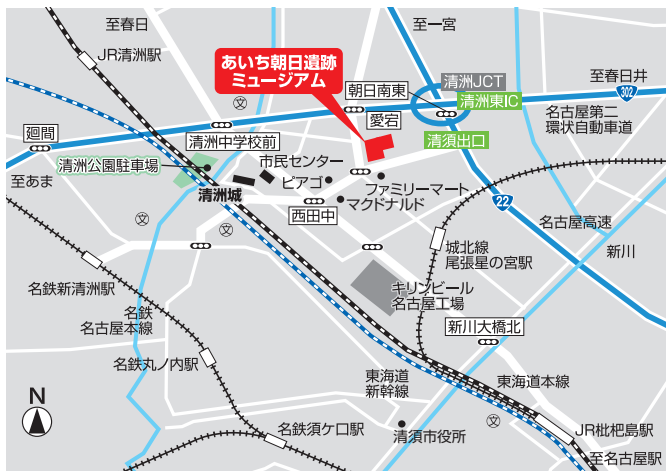 至春日
至一宮
JR清洲駅
あいち朝日遺跡
ミュージアム
清洲JCT
朝日南東
清洲東IC
至春日井
302
文
愛宕
名古屋第二
環状自動車道
廻間
清洲中学校前
清須出口
清洲公園駐車場
市民センター
至あま
ピアゴ
ファミリーマート
清洲城
マクドナルド
22
西田中
名古屋高速
文
文
城北線
尾張星の宮駅
新川
名鉄新清洲駅
キリンビール
名古屋工場
名鉄
名古屋本線
新川大橋北
名鉄丸ノ内駅
東海道
新幹線
東海道本線
N
文
名鉄須ケ口駅
清須市役所
JR枇杷島駅
至名古屋駅